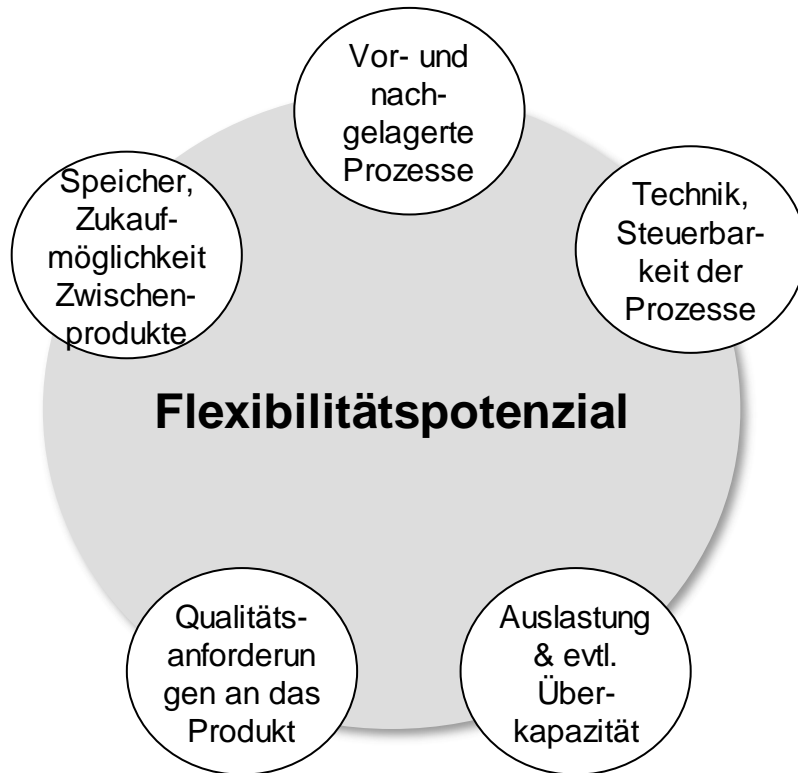 Vor- und
nach-
gelagerte
Prozesse
Speicher,
Zukauf-
möglichkeit
Zwischen-
produkte
Technik,
Steuerbar-
keit der
Prozesse
Flexibilitätspotenzial
Qualitäts-
anforderun
gen an das
Produkt
Auslastung
& evtl.
Über-
kapazität